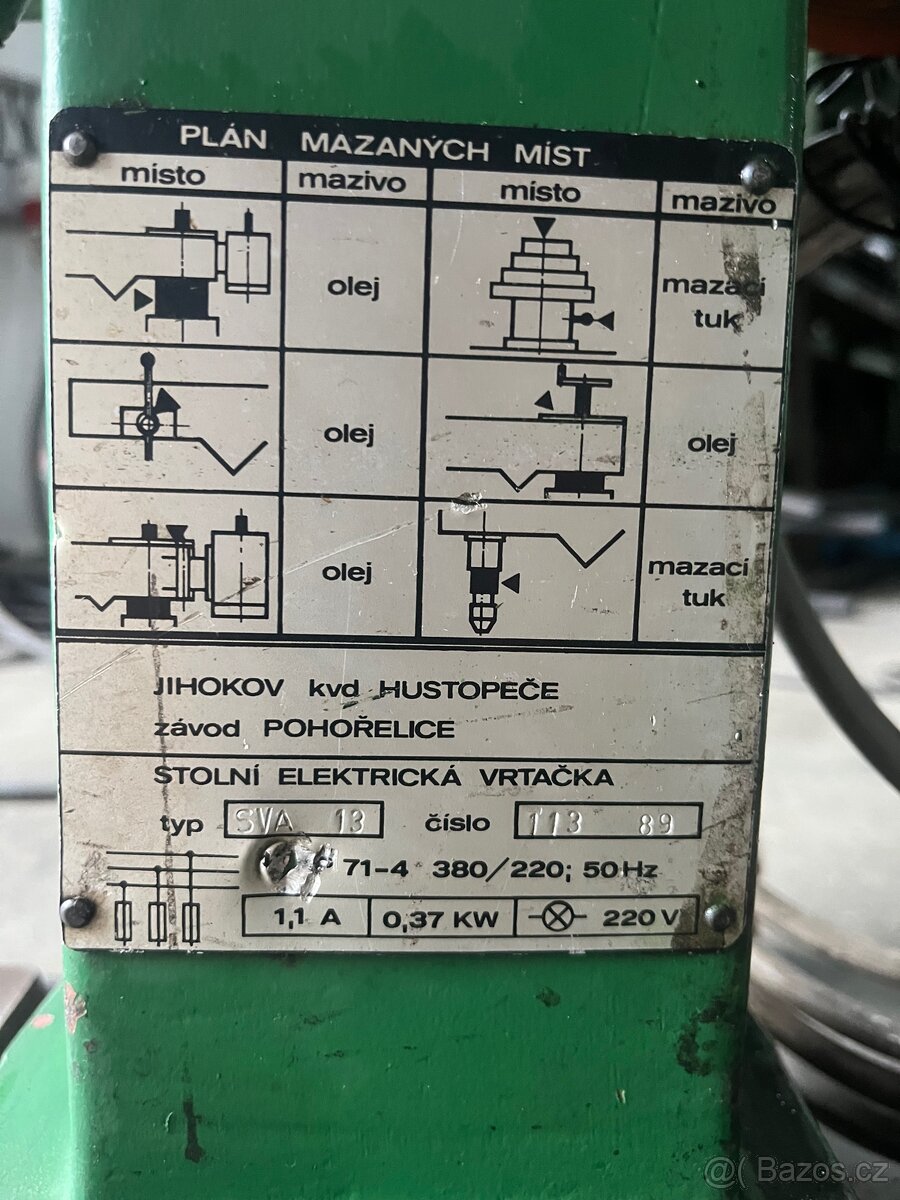 PLÁN MAZANÝCH MÍST
místo mazivo místo mazivo
olej mazací tuk
olej olej
olej mazací tuk
JIHOKOV kvd HUSTOPEČE
závod POHOŘELICE
STOLNÍ ELEKTRICKÁ VRTAČKA
typ SVA 13 číslo 113 89
71-4 380/220; 50Hz
1,1 A 0,37 KW 220 V
@( Bazos.cz